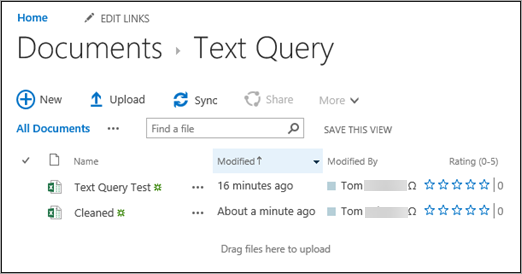 Home EDIT LINKS
Documents ▸ Text Query
New Upload Sync Share More
All Documents ••• Find a file SAVE THIS VIEW
Name Modified↑ Modified By Rating (0-5)
Text Query Test ••• 16 minutes ago Tom Ω 0
Cleaned ••• About a minute ago Tom Ω 0
Drag files here to upload